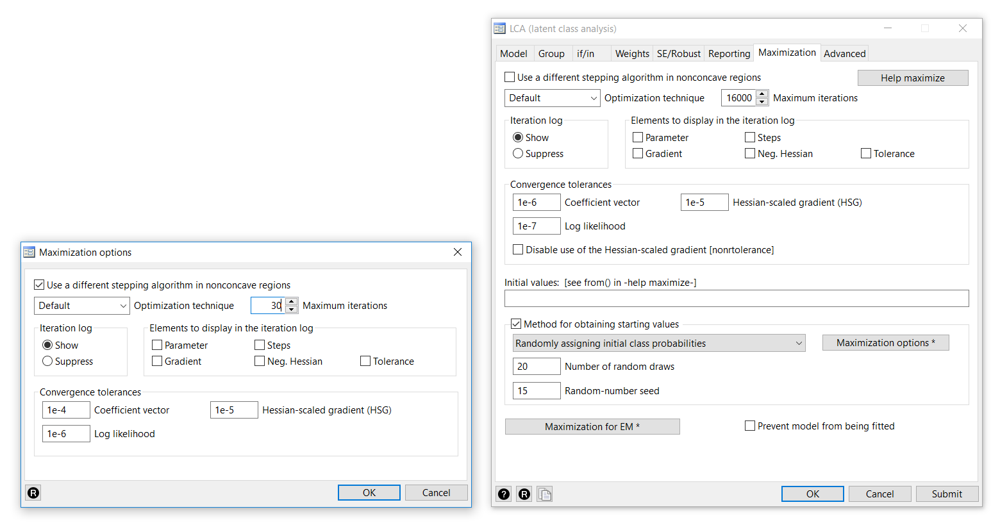 Maximization options
Use a different stepping algorithm in nonconcave regions
Default Optimization technique 30 Maximum iterations
Iteration log
Show
Suppress
Elements to display in the iteration log
Parameter Steps
Gradient Neg. Hessian Tolerance
Convergence tolerances
1e-4 Coefficient vector 1e-5 Hessian-scaled gradient (HSG)
1e-6 Log likelihood
R OK Cancel
LCA (latent class analysis)
Model Group if/in Weights SE/Robust Reporting Maximization Advanced
Use a different stepping algorithm in nonconcave regions Help maximize
Default Optimization technique 16000 Maximum iterations
Iteration log
Show
Suppress
Elements to display in the iteration log
Parameter Steps
Gradient Neg. Hessian Tolerance
Convergence tolerances
1e-6 Coefficient vector 1e-5 Hessian-scaled gradient (HSG)
1e-7 Log likelihood
Disable use of the Hessian-scaled gradient [nonrtolerance]
Initial values: [see from() in -help maximize-]
Method for obtaining starting values
Randomly assigning initial class probabilities Maximization options *
20 Number of random draws
15 Random-number seed
Maximization for EM * Prevent model from being fitted
? R OK Cancel Submit